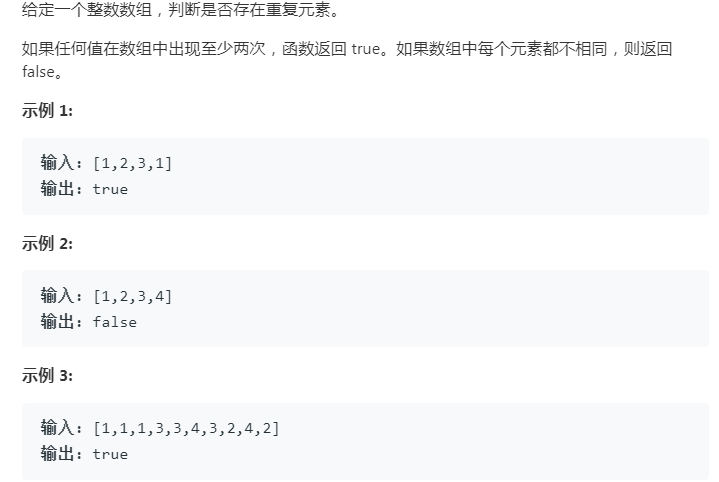 给定一个整数数组，判断是否存在重复元素。
如果任何值在数组中出现至少两次，函数返回 true。如果数组中每个元素都不相同，则返回
false。
示例 1:
输入: [1,2,3,1]
输出: true
示例 2:
输入: [1,2,3,4]
输出: false
示例 3:
输入: [1,1,1,3,3,4,3,2,4,2]
输出: true